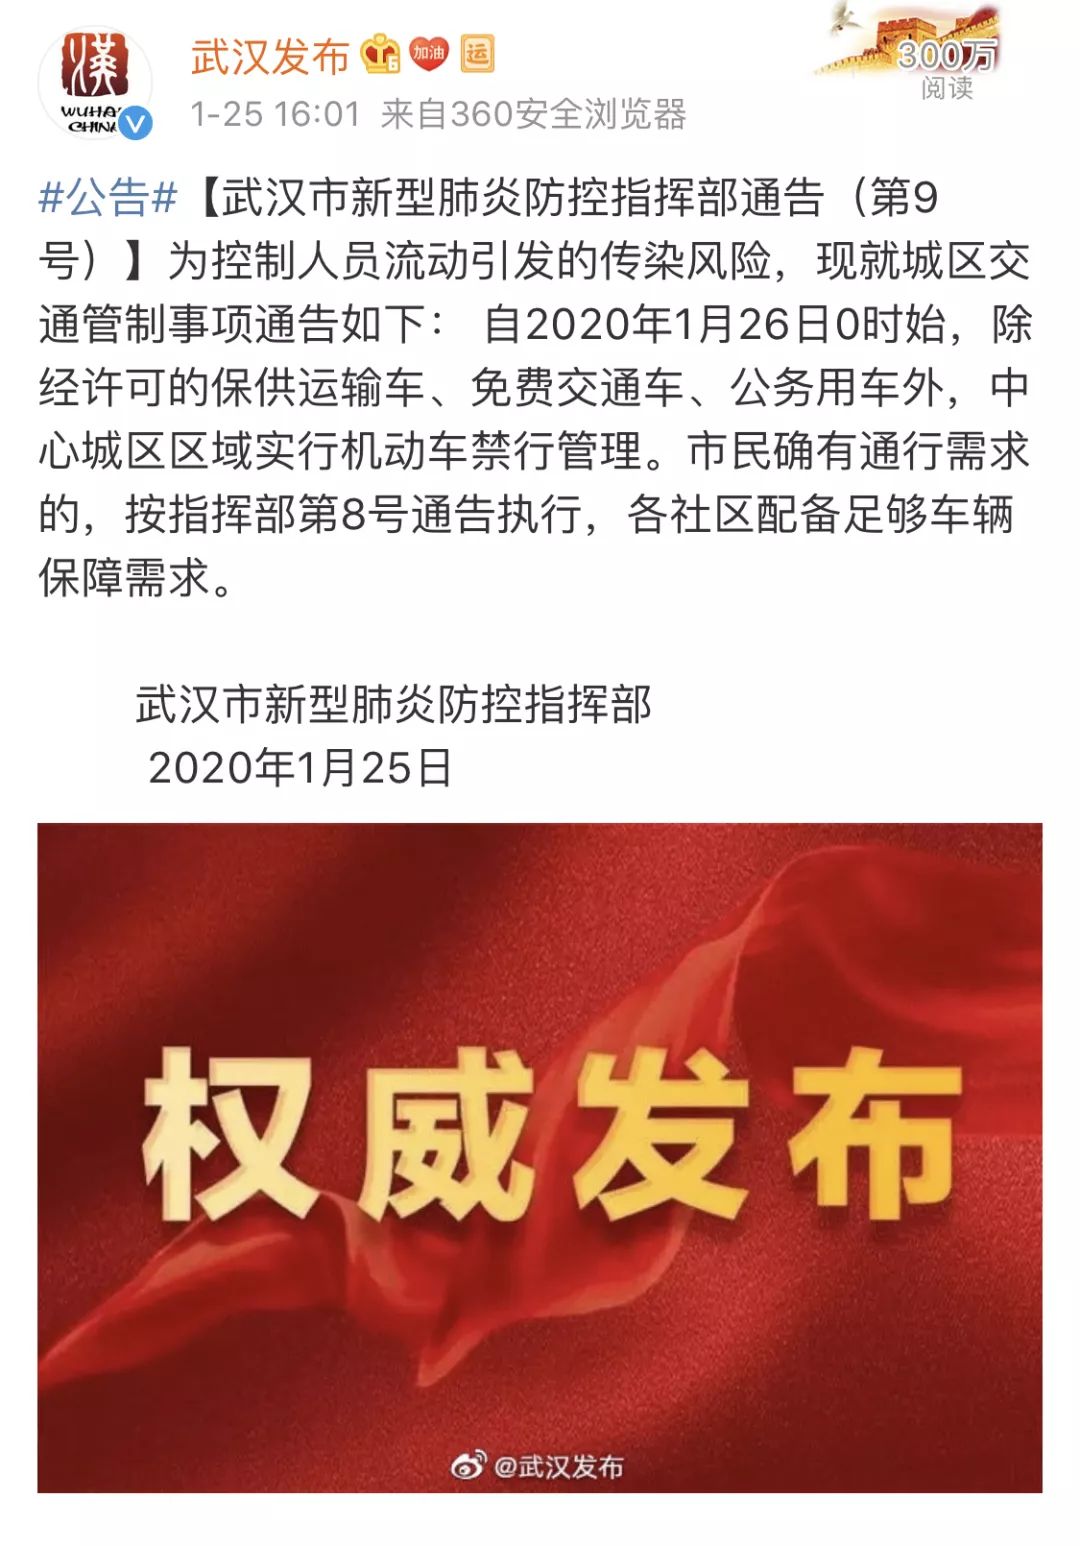 漢
WUHAN
CHINA
武汉发布 加油 运
300万
阅读
1-25 16:01 来自360安全浏览器
#公告#【武汉市新型肺炎防控指挥部通告（第9
号）】为控制人员流动引发的传染风险，现就城区交
通管制事项通告如下： 自2020年1月26日0时始，除
经许可的保供运输车、免费交通车、公务用车外，中
心城区区域实行机动车禁行管理。市民确有通行需求
的，按指挥部第8号通告执行，各社区配备足够车辆
保障需求。
武汉市新型肺炎防控指挥部
2020年1月25日
权威发布
@武汉发布